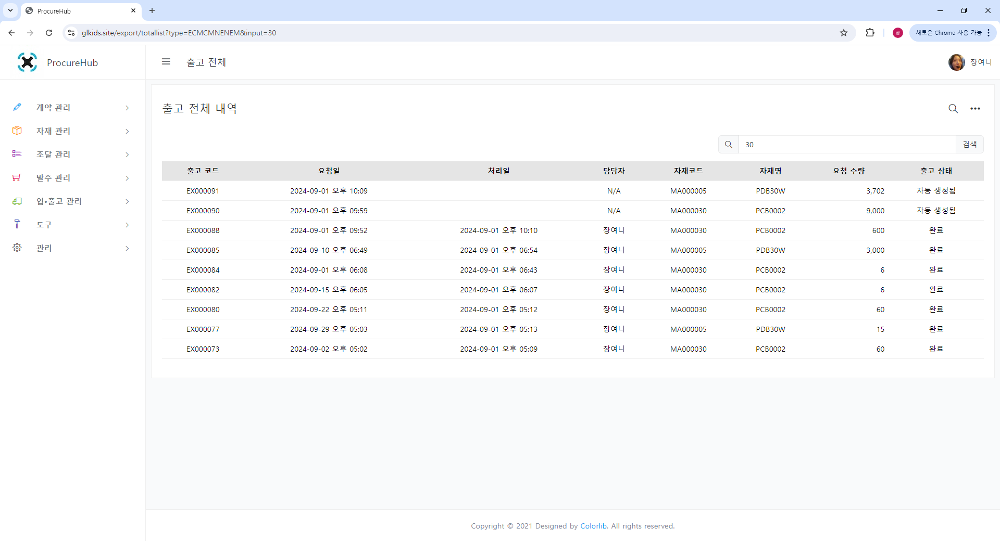 ProcureHub
glkids.site/export/totallist?type=ECMCMNENEM&input=30
곰
새로운 Chrome 사용 가능
ProcureHub
출고 전체
장여니
계약 관리
자재 관리
조달 관리
발주 관리
입•출고 관리
도구
관리
출고 전체 내역
30 검색
출고 코드 요청일 처리일 담당자 자재코드 자재명 요청 수량 출고 상태
EX000091 2024-09-01 오후 10:09 N/A MA000005 PDB30W 3,702 자동 생성됨
EX000090 2024-09-01 오후 09:59 N/A MA000030 PCB0002 9,000 자동 생성됨
EX000088 2024-09-01 오후 09:52 2024-09-01 오후 10:10 장여니 MA000030 PCB0002 600 완료
EX000085 2024-09-10 오후 06:49 2024-09-01 오후 06:54 장여니 MA000005 PDB30W 3,000 완료
EX000084 2024-09-01 오후 06:08 2024-09-01 오후 06:43 장여니 MA000030 PCB0002 6 완료
EX000082 2024-09-15 오후 06:05 2024-09-01 오후 06:07 장여니 MA000030 PCB0002 6 완료
EX000080 2024-09-22 오후 05:11 2024-09-01 오후 05:12 장여니 MA000030 PCB0002 60 완료
EX000077 2024-09-29 오후 05:03 2024-09-01 오후 05:13 장여니 MA000005 PDB30W 15 완료
EX000073 2024-09-02 오후 05:02 2024-09-01 오후 05:09 장여니 MA000030 PCB0002 60 완료
Copyright © 2021 Designed by Colorlib. All rights reserved.